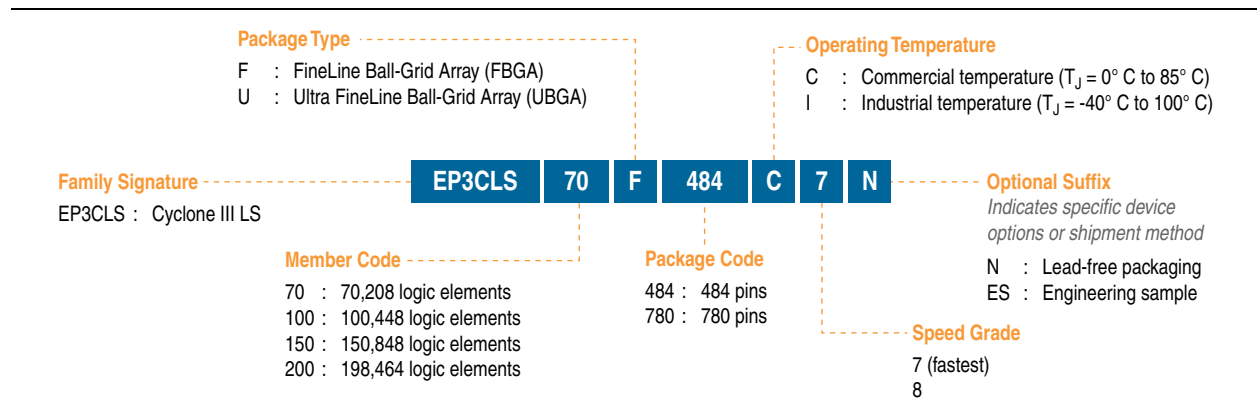 Package Type
F : FineLine Ball-Grid Array (FBGA)
U : Ultra FineLine Ball-Grid Array (UBGA)
Operating Temperature
C : Commercial temperature (TJ = 0° C to 85° C)
I : Industrial temperature (TJ = -40° C to 100° C)
EP3CLS 70 F 484 C 7 N
Family Signature
EP3CLS : Cyclone III LS
Optional Suffix
Indicates specific device
options or shipment method
N : Lead-free packaging
ES : Engineering sample
Member Code
70 : 70,208 logic elements
100 : 100,448 logic elements
150 : 150,848 logic elements
200 : 198,464 logic elements
Package Code
484 : 484 pins
780 : 780 pins
Speed Grade
7 (fastest)
8